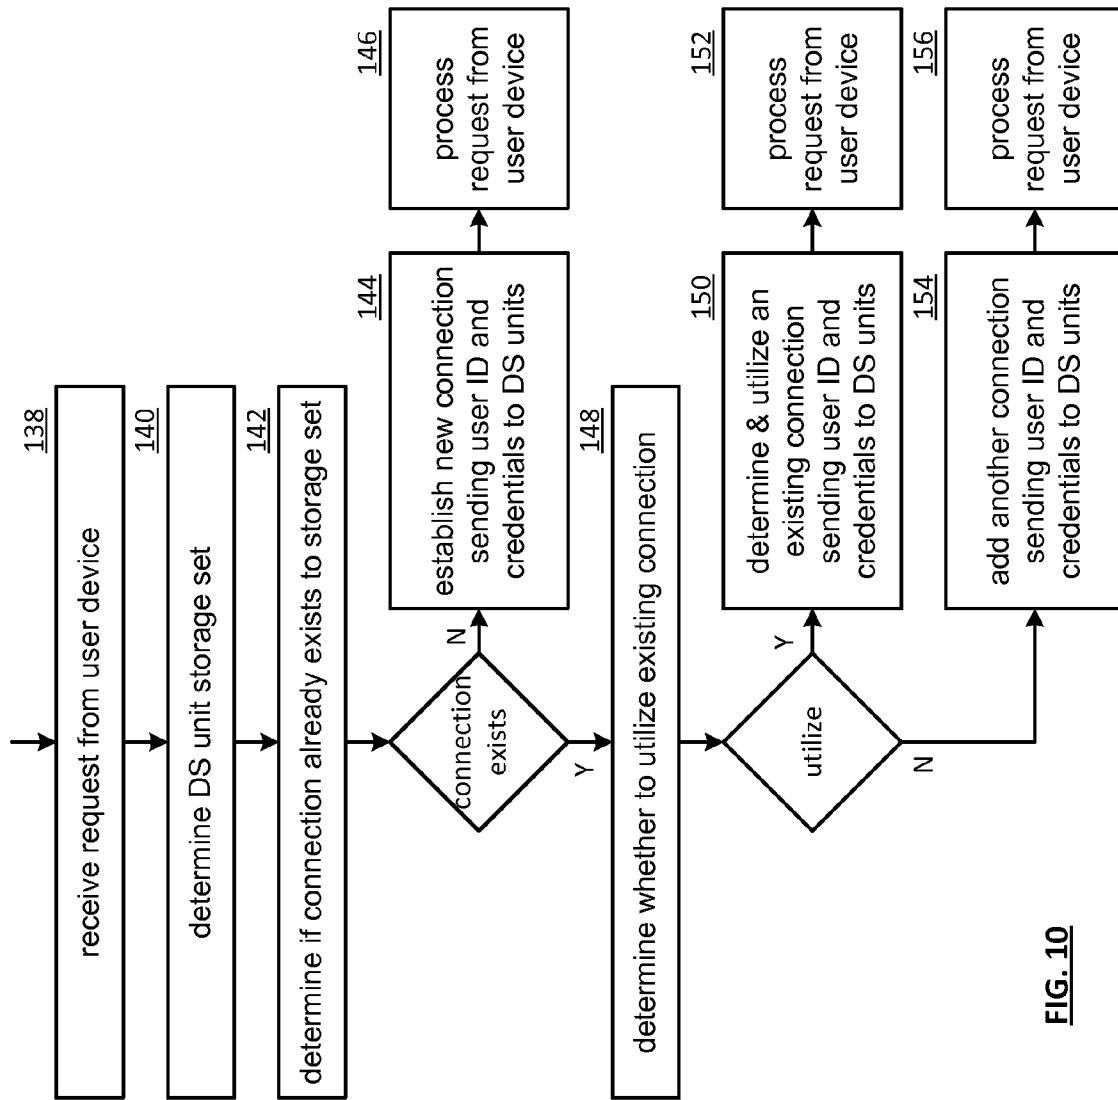 138
receive request from user device
140
determine DS unit storage set
142
determine if connection already exists to storage set
connection
exists
N
Y
144
establish new connection
sending user ID and
credentials to DS units
146
process
request from
user device
148
determine whether to utilize existing connection
utilize
Y
N
150
determine & utilize an
existing connection
sending user ID and
credentials to DS units
152
process
request from
user device
154
add another connection
sending user ID and
credentials to DS units
156
process
request from
user device
FIG. 10